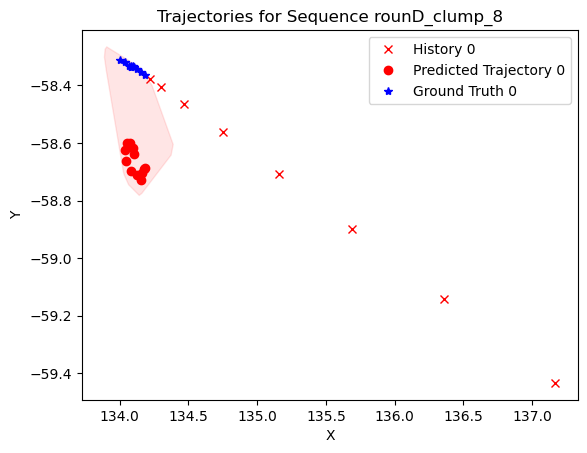 Trajectories for Sequence rounD_clump_8
History 0
Predicted Trajectory 0
Ground Truth 0
−58.4
−58.6
−58.8
−59.0
−59.2
−59.4
Y
134.0 134.5 135.0 135.5 136.0 136.5 137.0
X